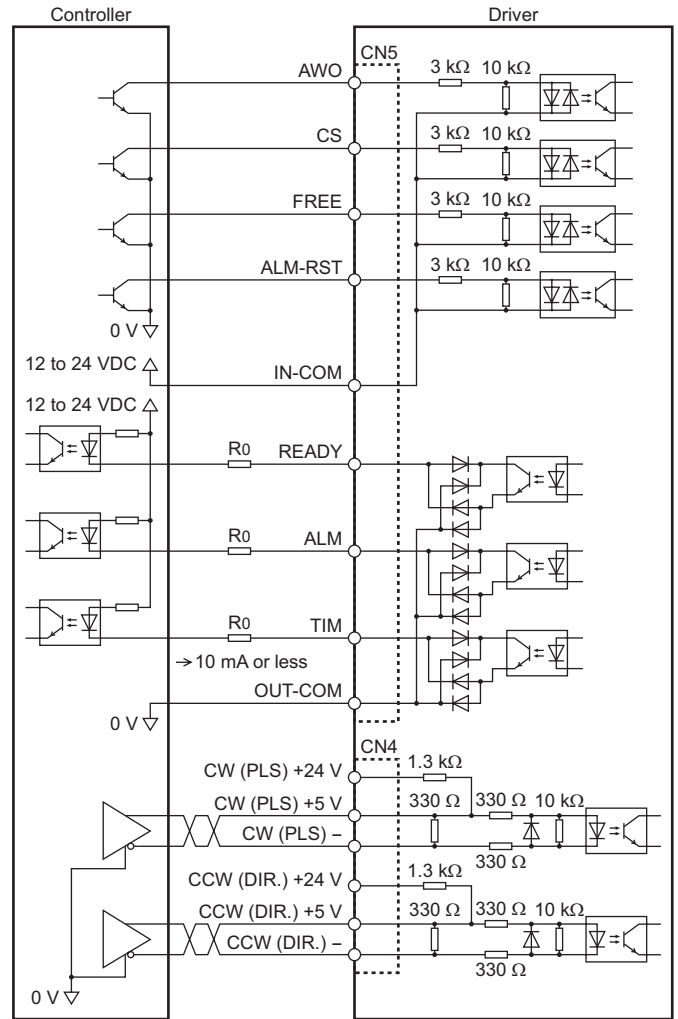 Controller
Driver
CN5
AWO
3 kΩ 10 kΩ
CS
3 kΩ 10 kΩ
FREE
3 kΩ 10 kΩ
ALM-RST
3 kΩ 10 kΩ
0 V
12 to 24 VDC
IN-COM
12 to 24 VDC
R0
READY
R0
ALM
R0
TIM
→ 10 mA or less
OUT-COM
0 V
CN4
CW (PLS) +24 V
1.3 kΩ
CW (PLS) +5 V
330 Ω 330 Ω 10 kΩ
CW (PLS) –
330 Ω
CCW (DIR.) +24 V
1.3 kΩ
CCW (DIR.) +5 V
330 Ω 330 Ω 10 kΩ
CCW (DIR.) –
330 Ω
0 V